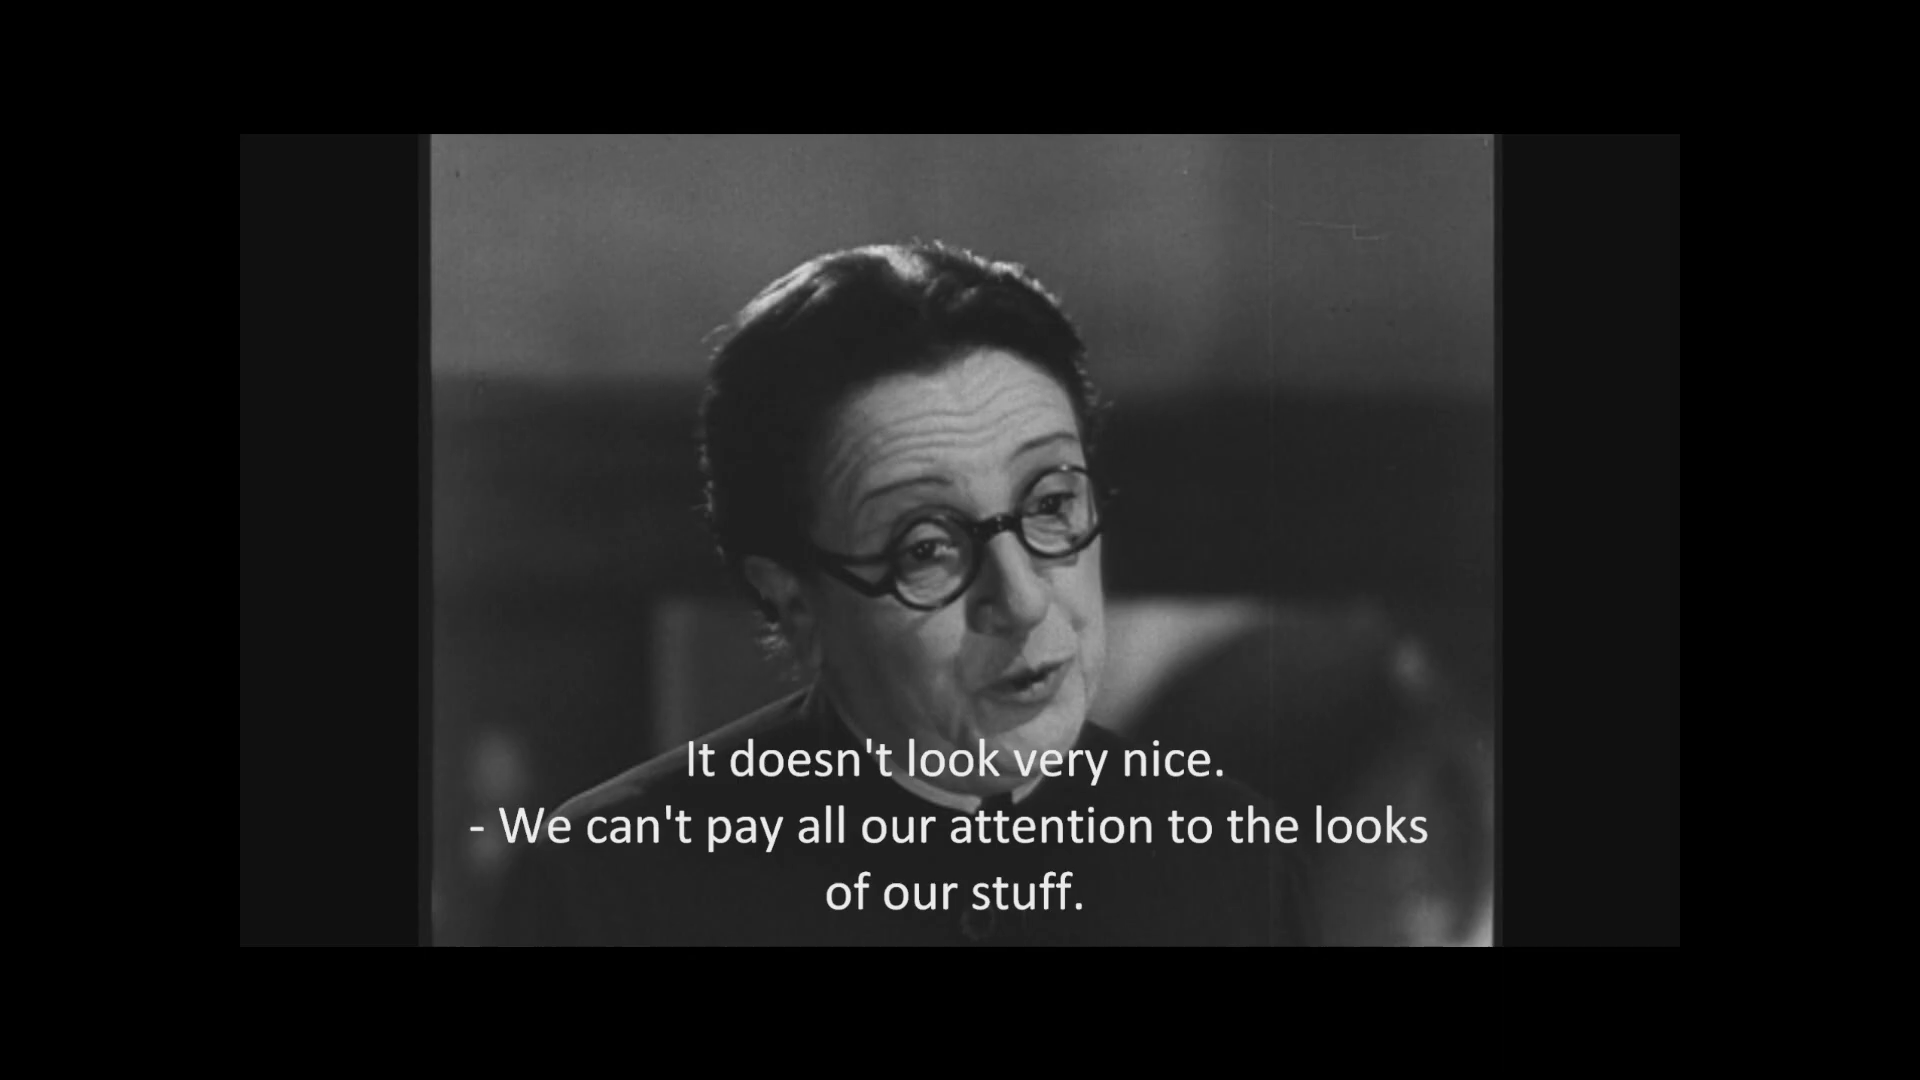 It doesn't look very nice.
- We can't pay all our attention to the looks
of our stuff.